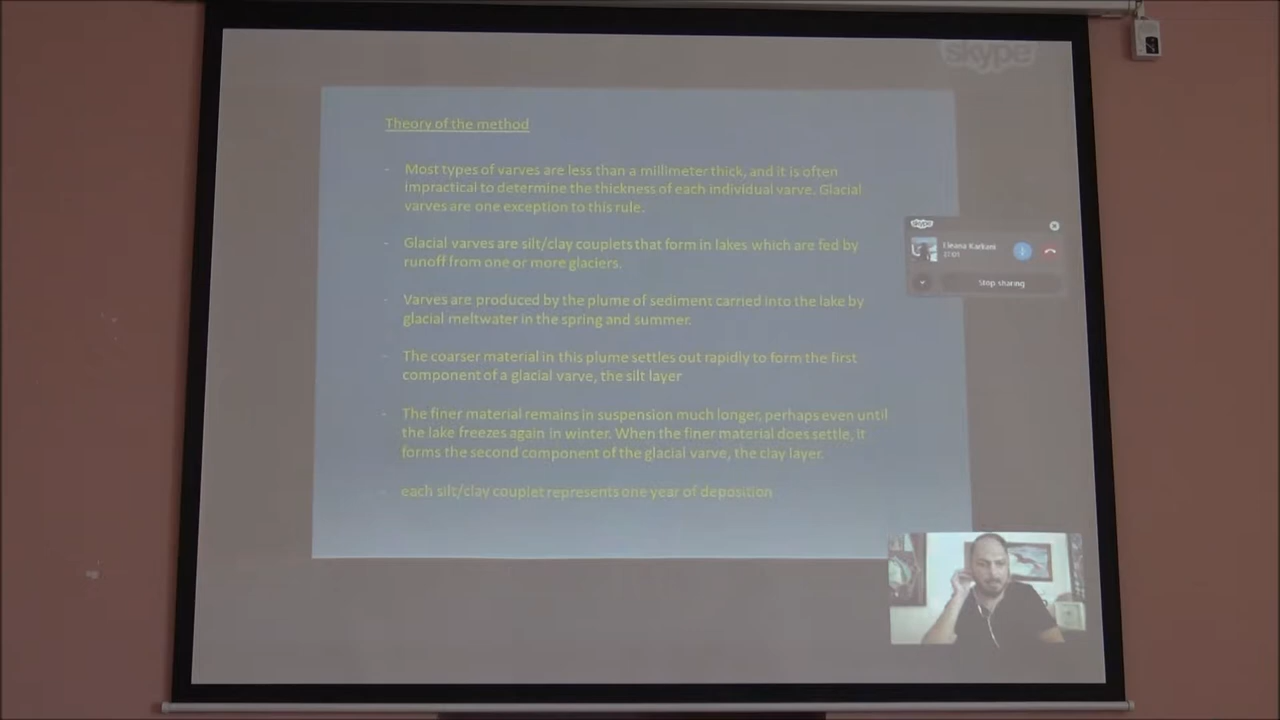 skype
Theory of the method
- Most types of varves are less than a millimeter thick, and it is often
impractical to determine the thickness of each individual varve. Glacial
varves are one exception to this rule.
- Glacial varves are silt/clay couplets that form in lakes which are fed by
runoff from one or more glaciers.
- Varves are produced by the plume of sediment carried into the lake by
glacial meltwater in the spring and summer.
- The coarser material in this plume settles out rapidly to form the first
component of a glacial varve, the silt layer
- The finer material remains in suspension much longer, perhaps even until
the lake freezes again in winter. When the finer material does settle, it
forms the second component of the glacial varve, the clay layer.
- each silt/clay couplet represents one year of deposition
skype
Eleana Karkani
Stop sharing